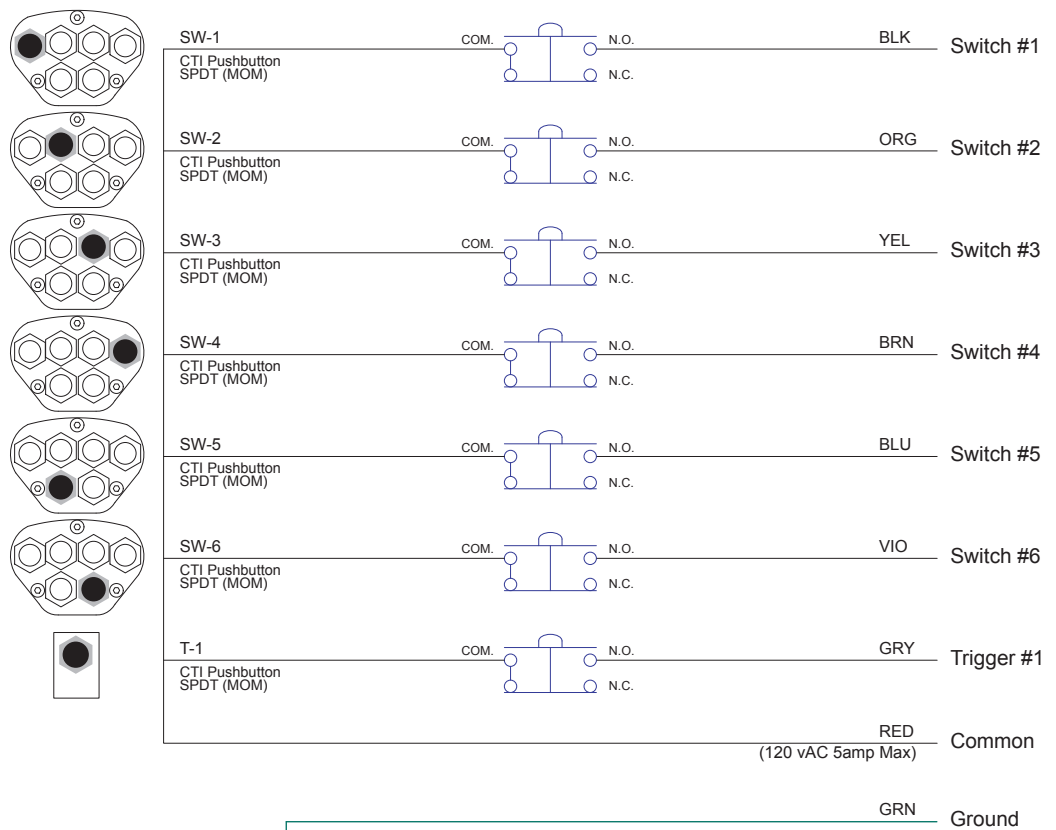 SW-1 COM. N.O. BLK Switch #1
CTI Pushbutton
SPDT (MOM) N.C.
SW-2 COM. N.O. ORG Switch #2
CTI Pushbutton
SPDT (MOM) N.C.
SW-3 COM. N.O. YEL Switch #3
CTI Pushbutton
SPDT (MOM) N.C.
SW-4 COM. N.O. BRN Switch #4
CTI Pushbutton
SPDT (MOM) N.C.
SW-5 COM. N.O. BLU Switch #5
CTI Pushbutton
SPDT (MOM) N.C.
SW-6 COM. N.O. VIO Switch #6
CTI Pushbutton
SPDT (MOM) N.C.
T-1 COM. N.O. GRY Trigger #1
CTI Pushbutton
SPDT (MOM) N.C.
RED Common
(120 vAC 5amp Max)
GRN Ground